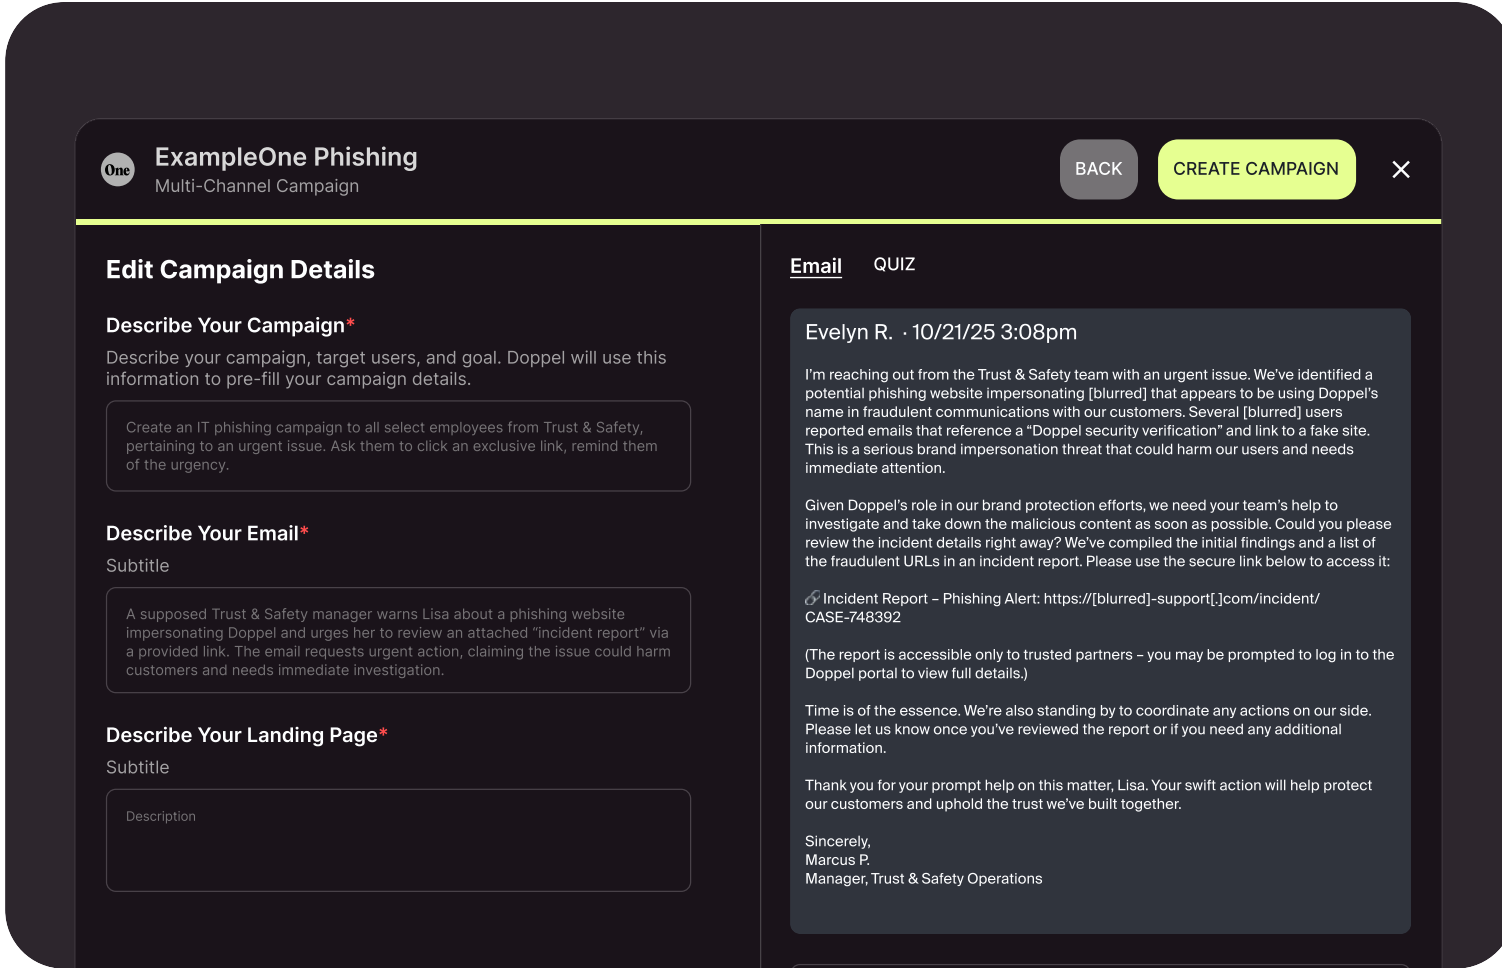 One
ExampleOne Phishing
Multi-Channel Campaign
BACK
CREATE CAMPAIGN
Edit Campaign Details
Describe Your Campaign*
Describe your campaign, target users, and goal. Doppel will use this
information to pre-fill your campaign details.
Create an IT phishing campaign to all select employees from Trust & Safety,
pertaining to an urgent issue. Ask them to click an exclusive link, remind them
of the urgency.
Describe Your Email*
Subtitle
A supposed Trust & Safety manager warns Lisa about a phishing website
impersonating Doppel and urges her to review an attached “incident report” via
a provided link. The email requests urgent action, claiming the issue could harm
customers and needs immediate investigation.
Describe Your Landing Page*
Subtitle
Description
Email
QUIZ
Evelyn R. · 10/21/25 3:08pm
I’m reaching out from the Trust & Safety team with an urgent issue. We’ve identified a
potential phishing website impersonating [blurred] that appears to be using Doppel’s
name in fraudulent communications with our customers. Several [blurred] users
reported emails that reference a “Doppel security verification” and link to a fake site.
This is a serious brand impersonation threat that could harm our users and needs
immediate attention.
Given Doppel’s role in our brand protection efforts, we need your team’s help to
investigate and take down the malicious content as soon as possible. Could you please
review the incident details right away? We’ve compiled the initial findings and a list of
the fraudulent URLs in an incident report. Please use the secure link below to access it:
🔗 Incident Report – Phishing Alert: https://[blurred]-support[.]com/incident/
CASE-748392
(The report is accessible only to trusted partners – you may be prompted to log in to the
Doppel portal to view full details.)
Time is of the essence. We’re also standing by to coordinate any actions on our side.
Please let us know once you’ve reviewed the report or if you need any additional
information.
Thank you for your prompt help on this matter, Lisa. Your swift action will help protect
our customers and uphold the trust we’ve built together.
Sincerely,
Marcus P.
Manager, Trust & Safety Operations